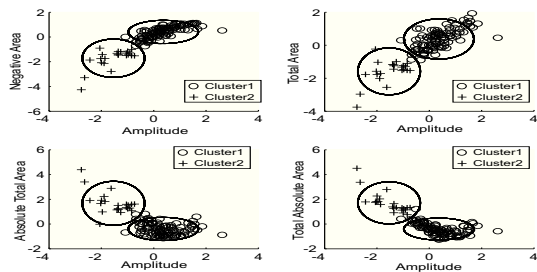 2
0
-2
-4
-6
-4 -2 0 2 4
Negative Area
Amplitude
Cluster1
Cluster2
2
0
-2
-4
-4 -2 0 2 4
Total Area
Amplitude
Cluster1
Cluster2
6
4
2
0
-2
-4 -2 0 2 4
Absolute Total Area
Amplitude
Cluster1
Cluster2
6
4
2
0
-2
-4 -2 0 2 4
Total Absolute Area
Amplitude
Cluster1
Cluster2